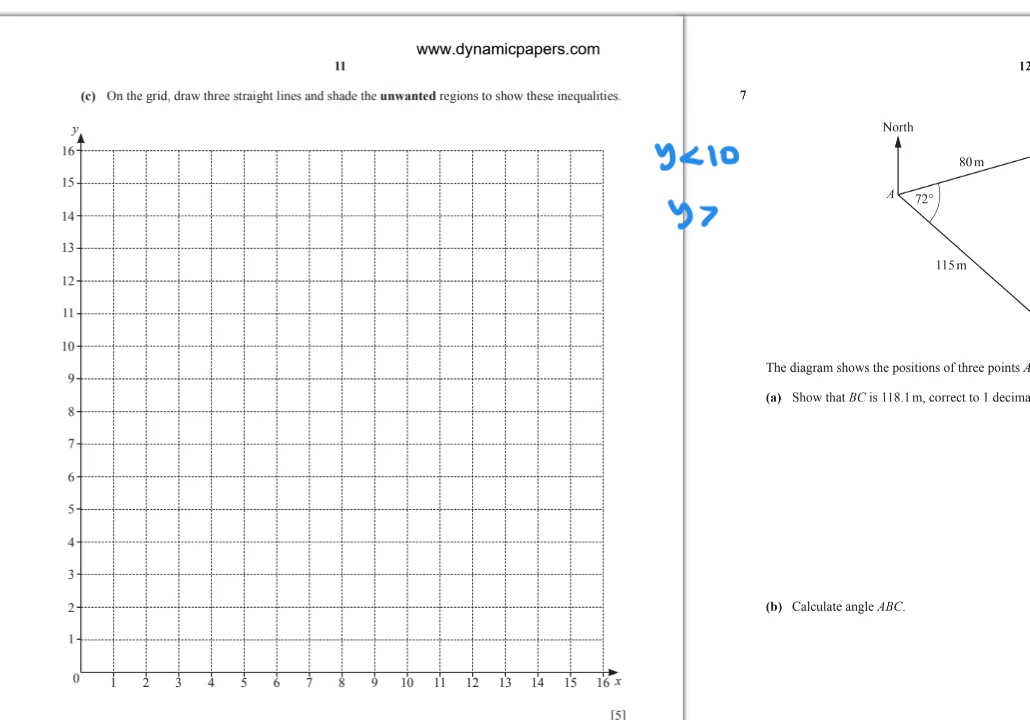 www.dynamicpapers.com
11
(c) On the grid, draw three straight lines and shade the unwanted regions to show these inequalities.
y
16
15
14
13
12
11
10
9
8
7
6
5
4
3
2
1
0 1 2 3 4 5 6 7 8 9 10 11 12 13 14 15 16 x
[5]
y<10
y>
12
7
North
80 m
A
72°
115 m
The diagram shows the positions of three points A
(a) Show that BC is 118.1 m, correct to 1 decima
(b) Calculate angle ABC.